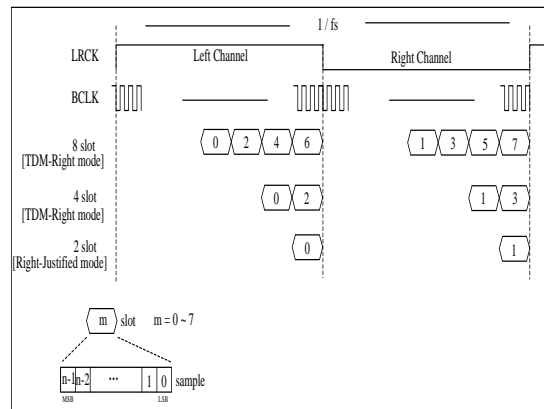 1 / fs
LRCK Left Channel Right Channel
BCLK
8 slot 0 2 4 6 1 3 5 7
[TDM-Right mode]
4 slot 0 2 1 3
[TDM-Right mode]
2 slot 0 1
[Right-Justified mode]
m slot m = 0 ~ 7
n-1 n-2 ... 1 0 sample
MSB LSB